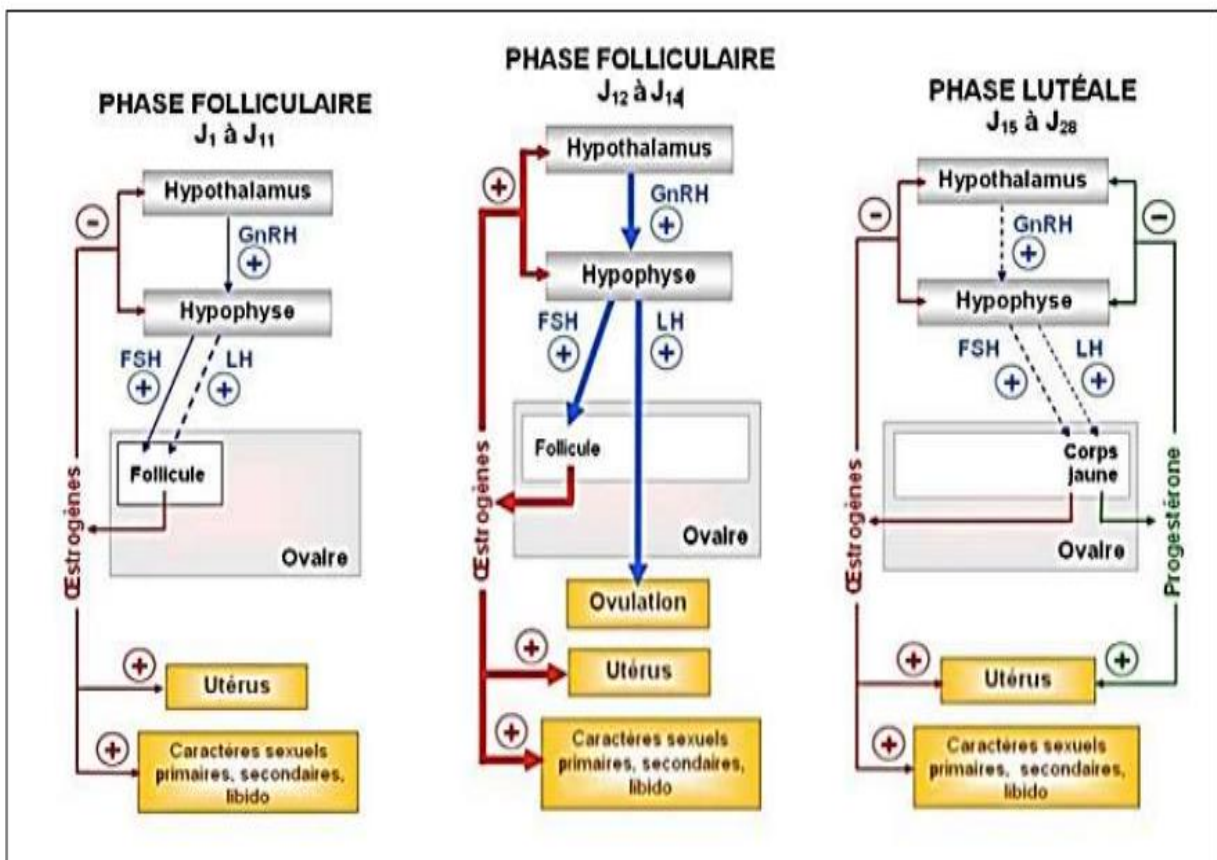 PHASE FOLLICULAIRE
J1 à J11
Hypothalamus
−
GnRH
+
Hypophyse
FSH
LH
+
+
Follicule
Ovaire
Œstrogènes
+
Utérus
+
Caractères sexuels
primaires, secondaires,
libido
PHASE FOLLICULAIRE
J12 à J14
Hypothalamus
+
GnRH
+
Hypophyse
FSH
LH
+
+
Follicule
Ovaire
Œstrogènes
Ovulation
+
Utérus
+
Caractères sexuels
primaires, secondaires,
libido
PHASE LUTÉALE
J15 à J28
Hypothalamus
−
−
GnRH
+
Hypophyse
FSH
LH
+
+
Corps
jaune
Ovaire
Œstrogènes
Progestérone
+
+
Utérus
+
Caractères sexuels
primaires, secondaires,
libido